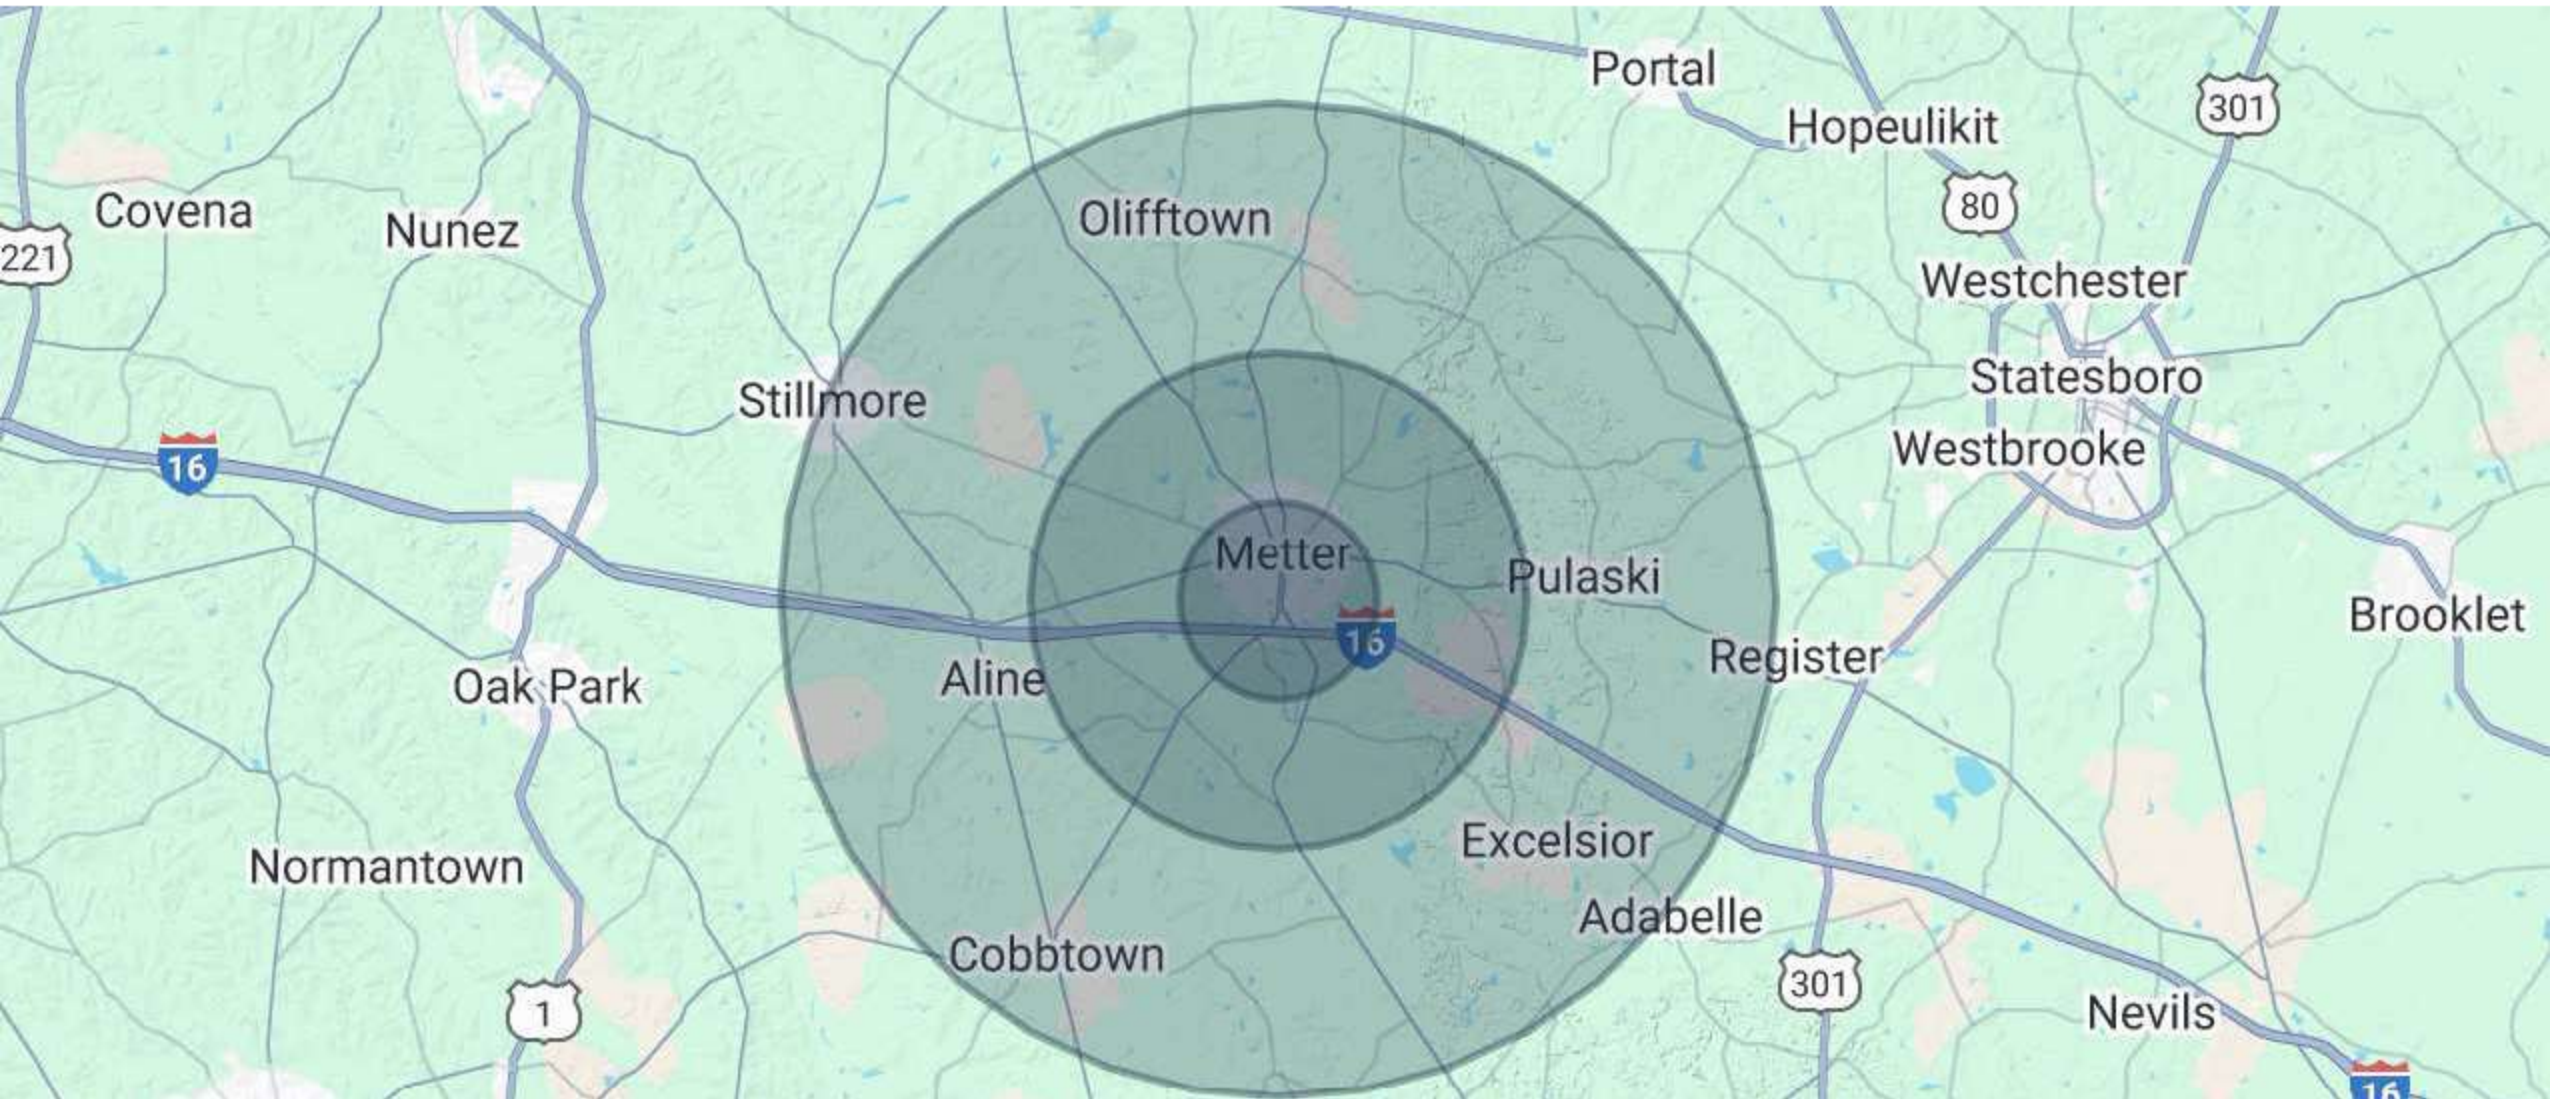 Portal
Hopeulikit
301
80
Covena
Nunez
Olifftown
221
Westchester
Stillmore
Statesboro
16
Westbrooke
Metter
Pulaski
16
Brooklet
Oak Park
Aline
Register
Normantown
Excelsior
Adabelle
Cobbtown
301
1
Nevils
16